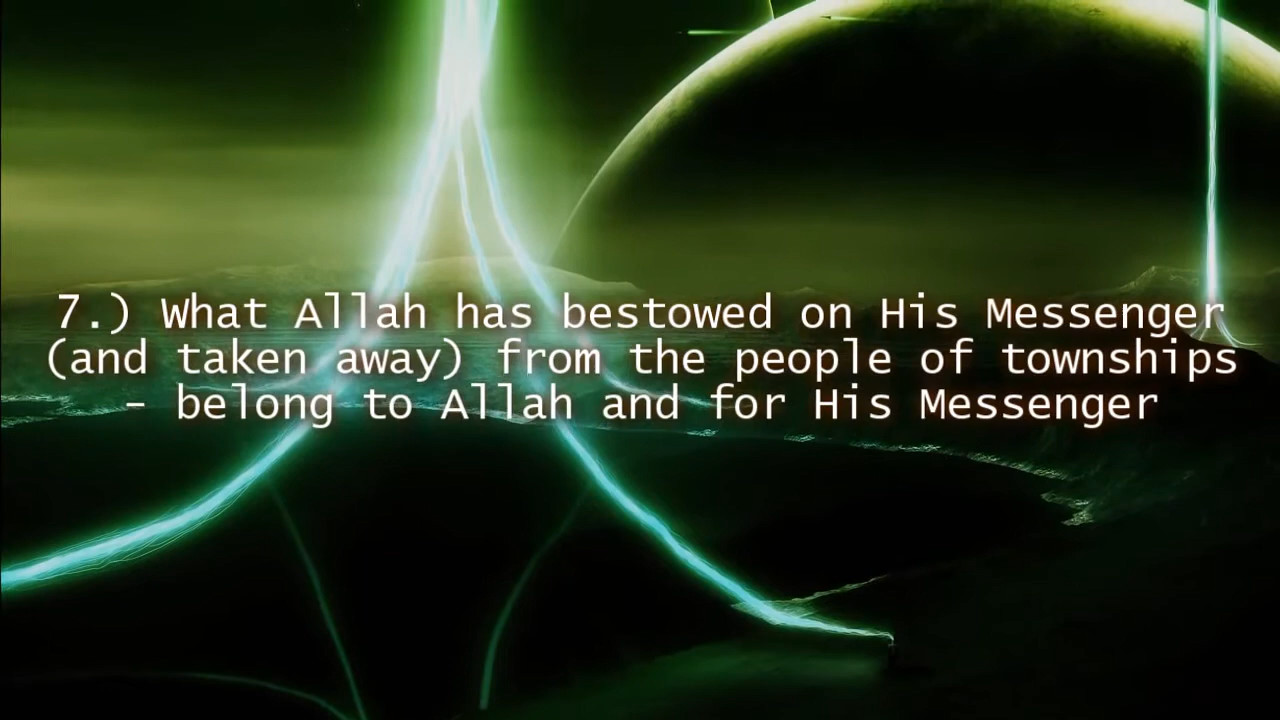 7.) What Allah has bestowed on His Messenger
(and taken away) from the people of townships
- belong to Allah and for His Messenger